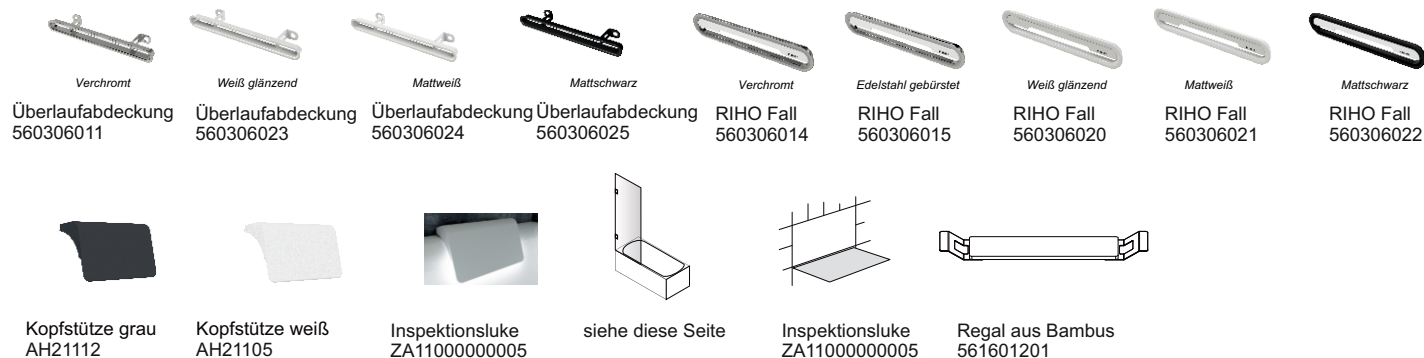 Verchromt
Überlaufabdeckung
560306011
Weiß glänzend
Überlaufabdeckung
560306023
Mattweiß
Überlaufabdeckung
560306024
Mattschwarz
Überlaufabdeckung
560306025
Verchromt
RIHO Fall
560306014
Edelstahl gebürstet
RIHO Fall
560306015
Weiß glänzend
RIHO Fall
560306020
Mattweiß
RIHO Fall
560306021
Mattschwarz
RIHO Fall
560306022
Kopfstütze grau
AH21112
Kopfstütze weiß
AH21105
Inspektionsluke
ZA11000000005
siehe diese Seite
Inspektionsluke
ZA11000000005
Regal aus Bambus
561601201